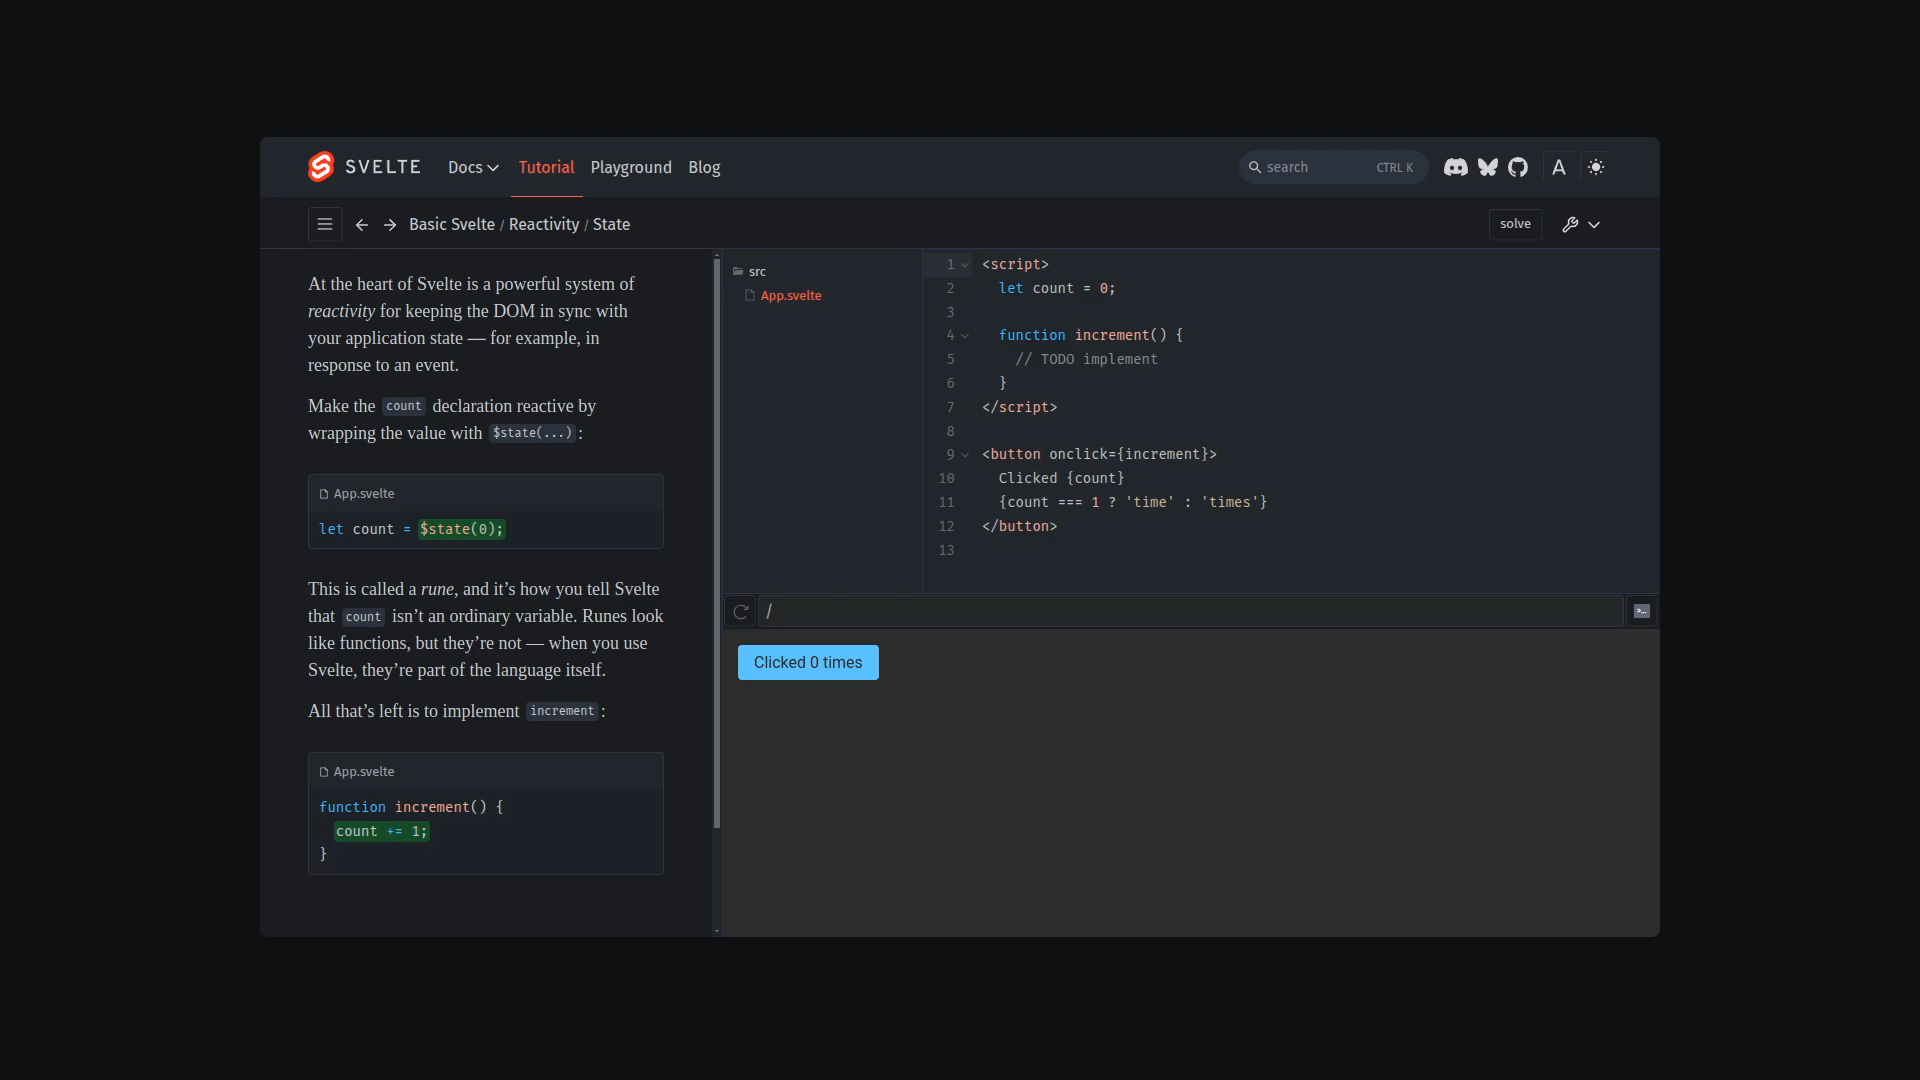 SVELTE
Docs Tutorial Playground Blog
search CTRL K
A
Basic Svelte / Reactivity / State
solve
At the heart of Svelte is a powerful system of
reactivity for keeping the DOM in sync with
your application state — for example, in
response to an event.
Make the count declaration reactive by
wrapping the value with $state(...) :
App.svelte
let count = $state(0);
This is called a rune, and it’s how you tell Svelte
that count isn’t an ordinary variable. Runes look
like functions, but they’re not — when you use
Svelte, they’re part of the language itself.
All that’s left is to implement increment :
App.svelte
function increment() {
count += 1;
}
src
App.svelte
1 <script>
2 let count = 0;
3
4 function increment() {
5 // TODO implement
6 }
7 </script>
8
9 <button onclick={increment}>
10 Clicked {count}
11 {count === 1 ? 'time' : 'times'}
12 </button>
13
/
Clicked 0 times